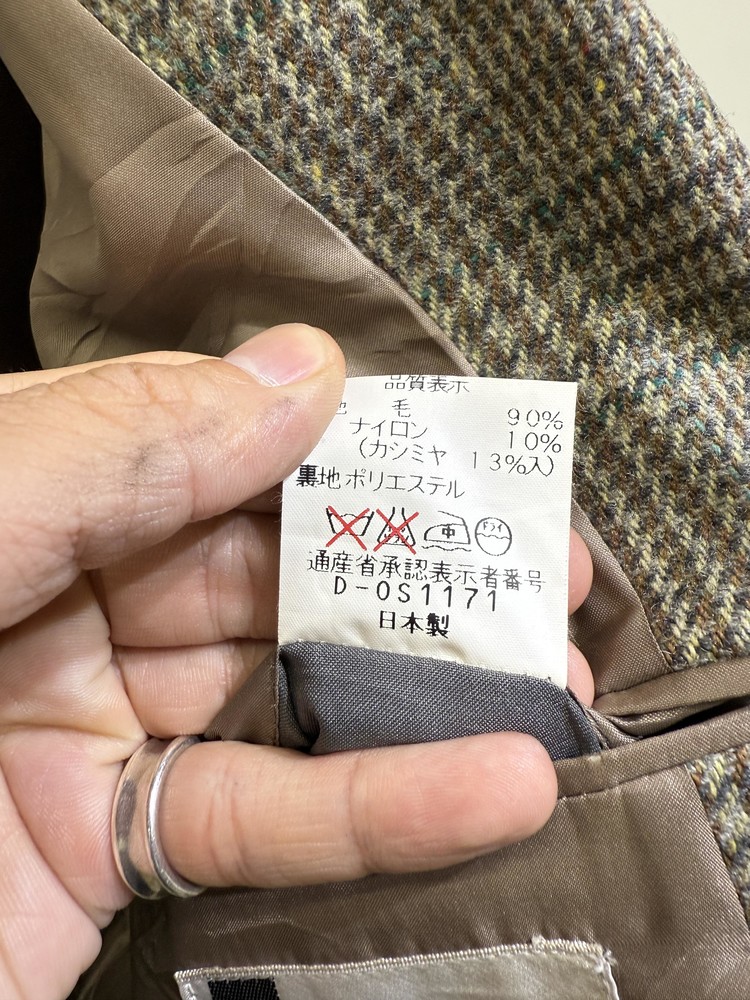 品質表示
地 毛 90%
ナイロン 10%
(カシミヤ 13%入)
裏地 ポリエステル
中 ドライ
通産省承認表示者番号
D-OS1171
日本製